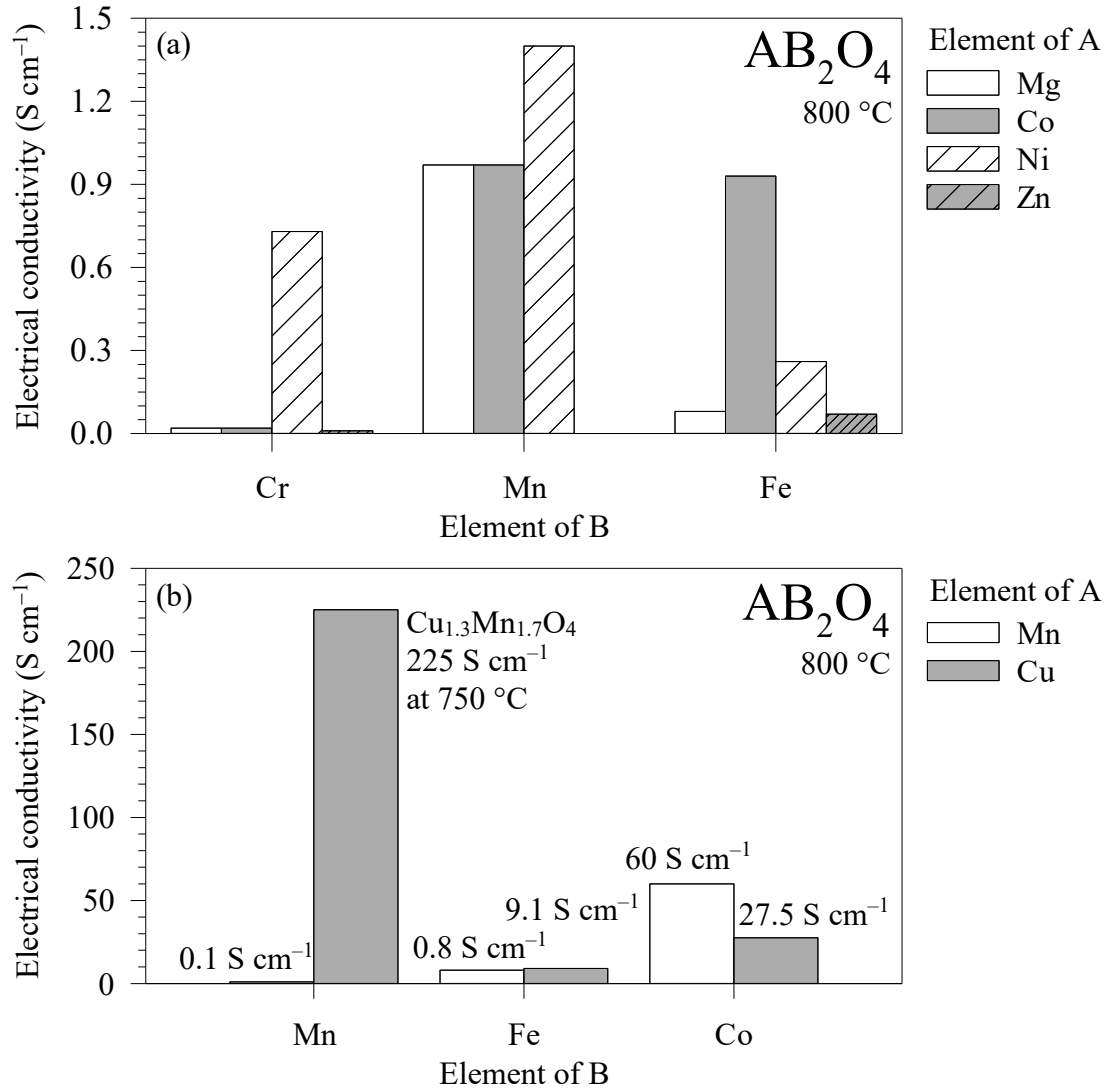 (a)
AB₂O₄
800 °C
Element of A
Mg
Co
Ni
Zn
Electrical conductivity (S cm⁻¹)
1.5
1.2
0.9
0.6
0.3
0.0
Cr
Mn
Fe
Element of B
(b)
AB₂O₄
800 °C
Element of A
Mn
Cu
Cu₁.₃Mn₁.₇O₄
225 S cm⁻¹
at 750 °C
Electrical conductivity (S cm⁻¹)
250
200
150
100
50
0
0.1 S cm⁻¹
0.8 S cm⁻¹
9.1 S cm⁻¹
60 S cm⁻¹
27.5 S cm⁻¹
Mn
Fe
Co
Element of B